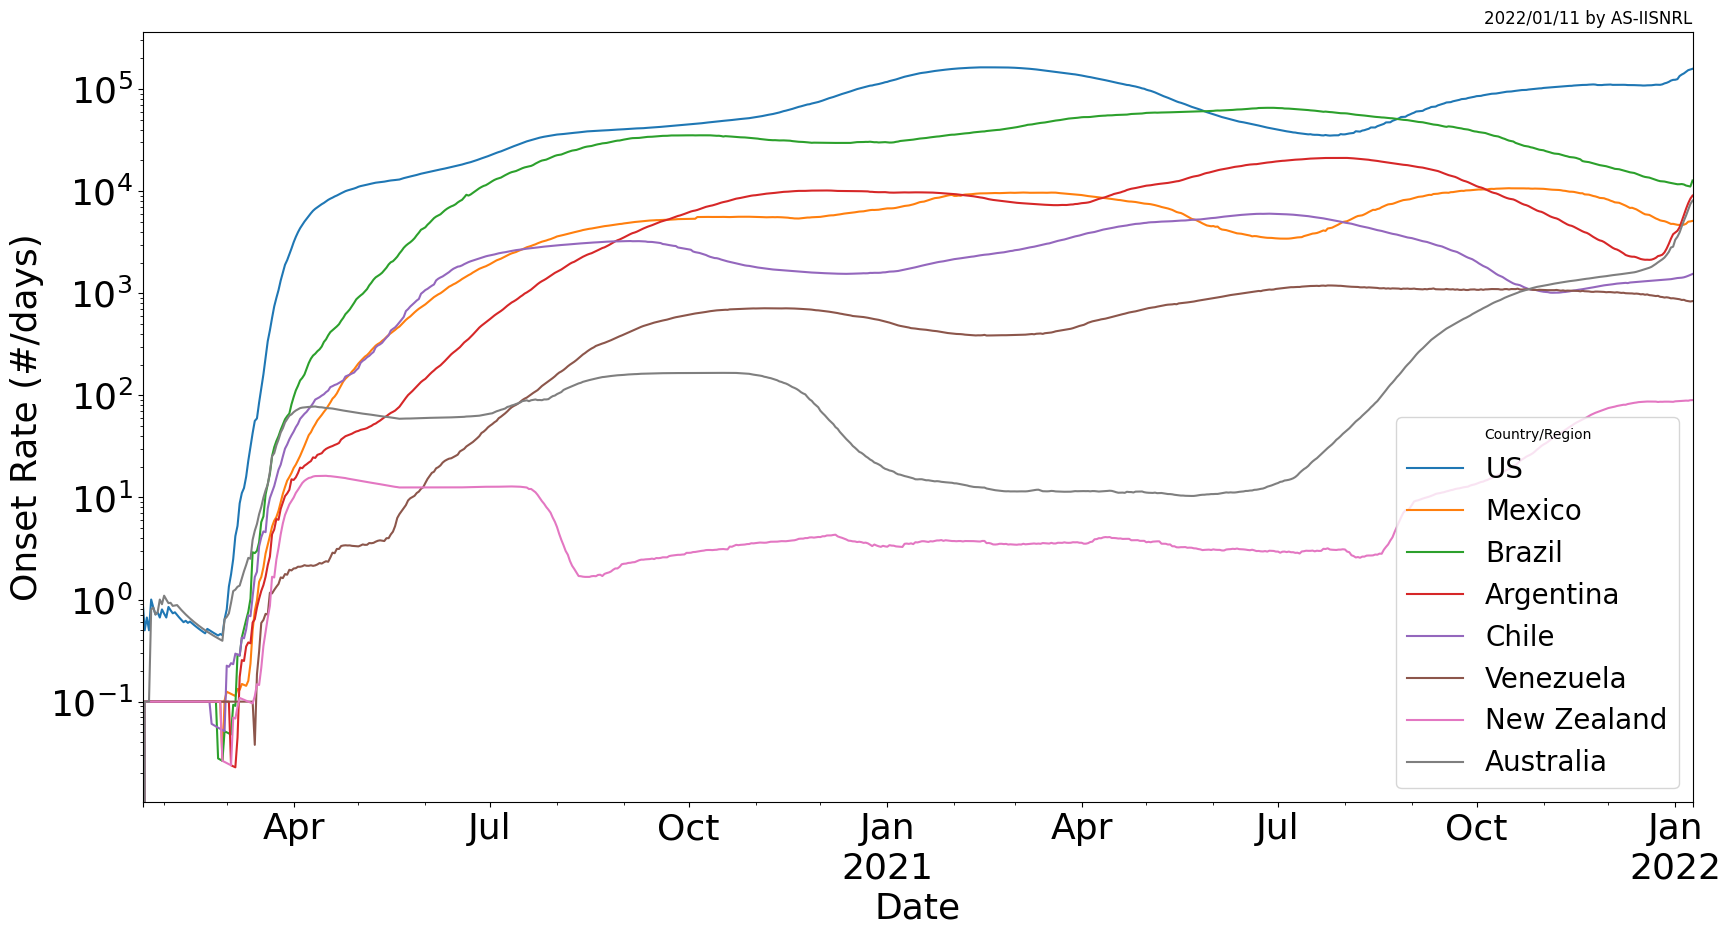 2022/01/11 by AS-IISNRL
Onset Rate (#/days)
10^5
10^4
10^3
10^2
10^1
10^0
10^−1
Country/Region
US
Mexico
Brazil
Argentina
Chile
Venezuela
New Zealand
Australia
Apr Jul Oct Jan Apr Jul Oct Jan
2021 2022
Date